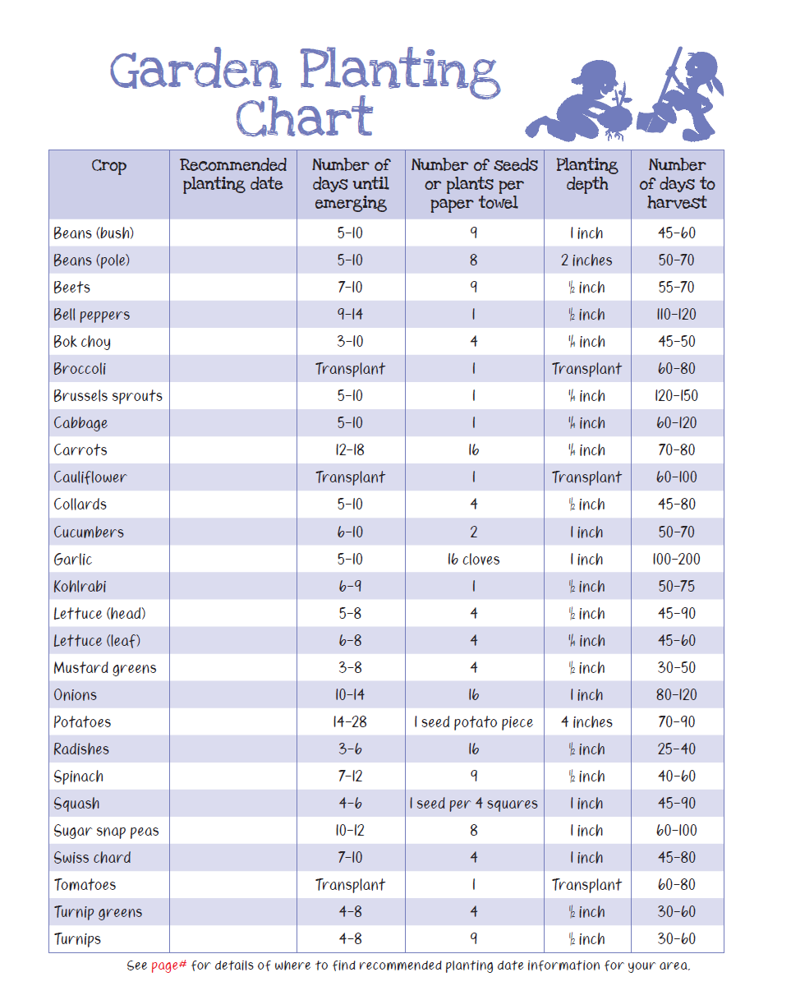 Garden Planting
Chart
Crop
Recommended planting date
Number of days until emerging
Number of seeds or plants per paper towel
Planting depth
Number of days to harvest
Beans (bush) 5-10 9 1 inch 45-60
Beans (pole) 5-10 8 2 inches 50-70
Beets 7-10 9 ½ inch 55-70
Bell peppers 9-14 1 ½ inch 110-120
Bok choy 3-10 4 ¼ inch 45-50
Broccoli Transplant 1 Transplant 60-80
Brussels sprouts 5-10 1 ¼ inch 120-150
Cabbage 5-10 1 ¼ inch 60-120
Carrots 12-18 16 ¼ inch 70-80
Cauliflower Transplant 1 Transplant 60-100
Collards 5-10 4 ½ inch 45-80
Cucumbers 6-10 2 1 inch 50-70
Garlic 5-10 16 cloves 1 inch 100-200
Kohlrabi 6-9 1 ½ inch 50-75
Lettuce (head) 5-8 4 ½ inch 45-90
Lettuce (leaf) 6-8 4 ¼ inch 45-60
Mustard greens 3-8 4 ½ inch 30-50
Onions 10-14 16 1 inch 80-120
Potatoes 14-28 1 seed potato piece 4 inches 70-90
Radishes 3-6 16 ½ inch 25-40
Spinach 7-12 9 ½ inch 40-60
Squash 4-6 1 seed per 4 squares 1 inch 45-90
Sugar snap peas 10-12 8 1 inch 60-100
Swiss chard 7-10 4 1 inch 45-80
Tomatoes Transplant 1 Transplant 60-80
Turnip greens 4-8 4 ½ inch 30-60
Turnips 4-8 9 ½ inch 30-60
See page# for details of where to find recommended planting date information for your area.